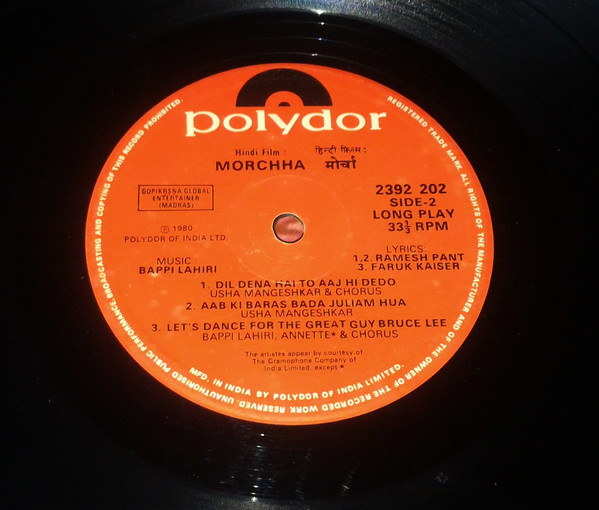 polydor
Hindi Film : हिन्दी फ़िल्म :
MORCHHA मोर्चा
GOPIKRSNA GLOBAL
ENTERTAINER
(MADRAS)
2392 202
SIDE-2
LONG PLAY
33⅓ RPM
Ⓟ 1980
POLYDOR OF INDIA LTD.
MUSIC
BAPPI LAHIRI
LYRICS:
1,2. RAMESH PANT
3. FARUK KAISER
1. DIL DENA HAI TO AAJ HI DEDO
USHA MANGESHKAR & CHORUS
2. AAB KI BARAS BADA JULIAM HUA
USHA MANGESHKAR
3. LET'S DANCE FOR THE GREAT GUY BRUCE LEE
BAPPI LAHIRI, ANNETTE* & CHORUS
The artistes appear by courtesy of
The Gramophone Company of
India Limited, except *
REGISTERED TRADE MARK. ALL RIGHTS OF THE MANUFACTURER AND OF THE OWNER OF THE RECORDED WORK RESERVED. UNAUTHORISED PUBLIC PERFORMANCE, BROADCASTING AND COPYING OF THIS RECORD PROHIBITED.
MFD. IN INDIA BY POLYDOR OF INDIA LIMITED.